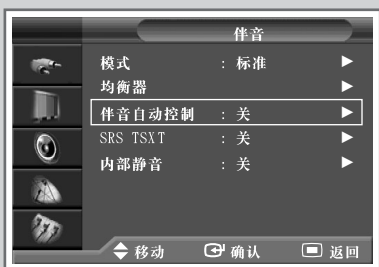 伴音
模式 : 标准
均衡器
伴音自动控制 : 关
SRS TSXT : 关
内部静音 : 关
移动 确认 返回